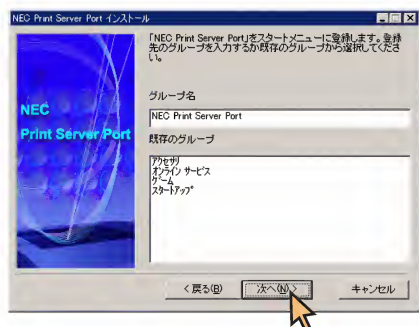 NEC Print Server Port インストール
「NEC Print Server Port」をスタートメニューに登録します。登録
先のグループを入力するか既存のグループから選択してくださ
い。
グループ名
NEC
Print Server Port
NEC Print Server Port
既存のグループ
アクセサリ
オンライン サービス
ゲーム
スタートアップ
< 戻る(B)
次へ(N) >
キャンセル